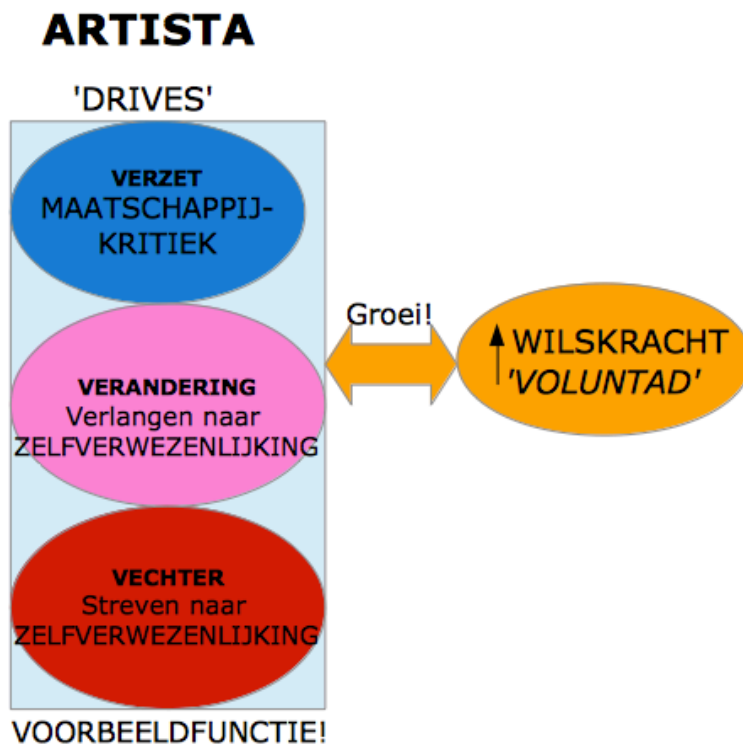 ARTISTA
'DRIVES'
VERZET
MAATSCHAPPIJ-
KRITIEK
VERANDERING
Verlangen naar
ZELFVERWEZENLIJKING
VECHTER
Streven naar
ZELFVERWEZENLIJKING
VOORBEELDFUNCTIE!
Groei!
WILSKRACHT
'VOLUNTAD'